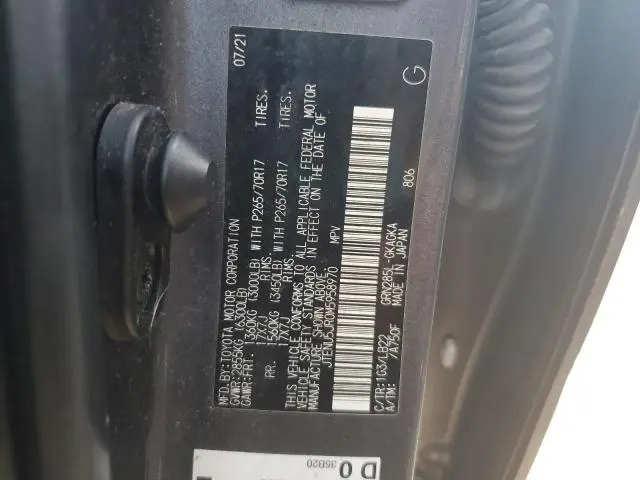 MFD.BY:TOYOTA MOTOR CORPORATION 07/21
GVWR:2855KG (6300LB)
GAWR:FRT. 1360KG (3000LB) WITH P265/70R17 TIRES.
17X7J RIMS.
RR. 1560KG (3450LB) WITH P265/70R17 TIRES.
17X7J RIMS.
THIS VEHICLE CONFORMS TO ALL APPLICABLE FEDERAL MOTOR
VEHICLE SAFETY STANDARDS IN EFFECT ON THE DATE OF
MANUFACTURE SHOWN ABOVE.
JTENU5JR0M5958970 MPV
C/TR:1G3/LB22 GRN285L-GKAGKA 806
A/TM: /A750F MADE IN JAPAN
G
D 0
35B20